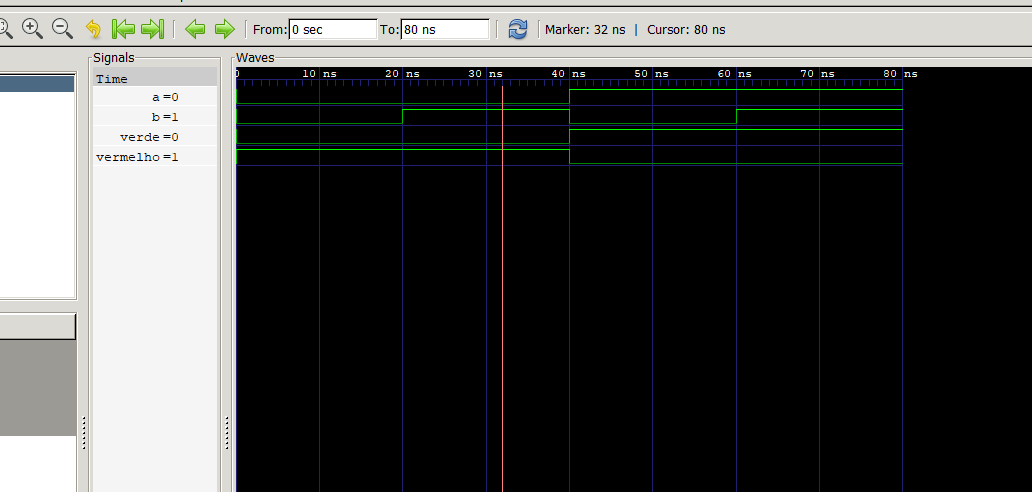 From: 0 sec To: 80 ns Marker: 32 ns | Cursor: 80 ns
Signals Waves
Time 0 10 ns 20 ns 30 ns 40 ns 50 ns 60 ns 70 ns 80 ns
a =0
b =1
verde =0
vermelho =1